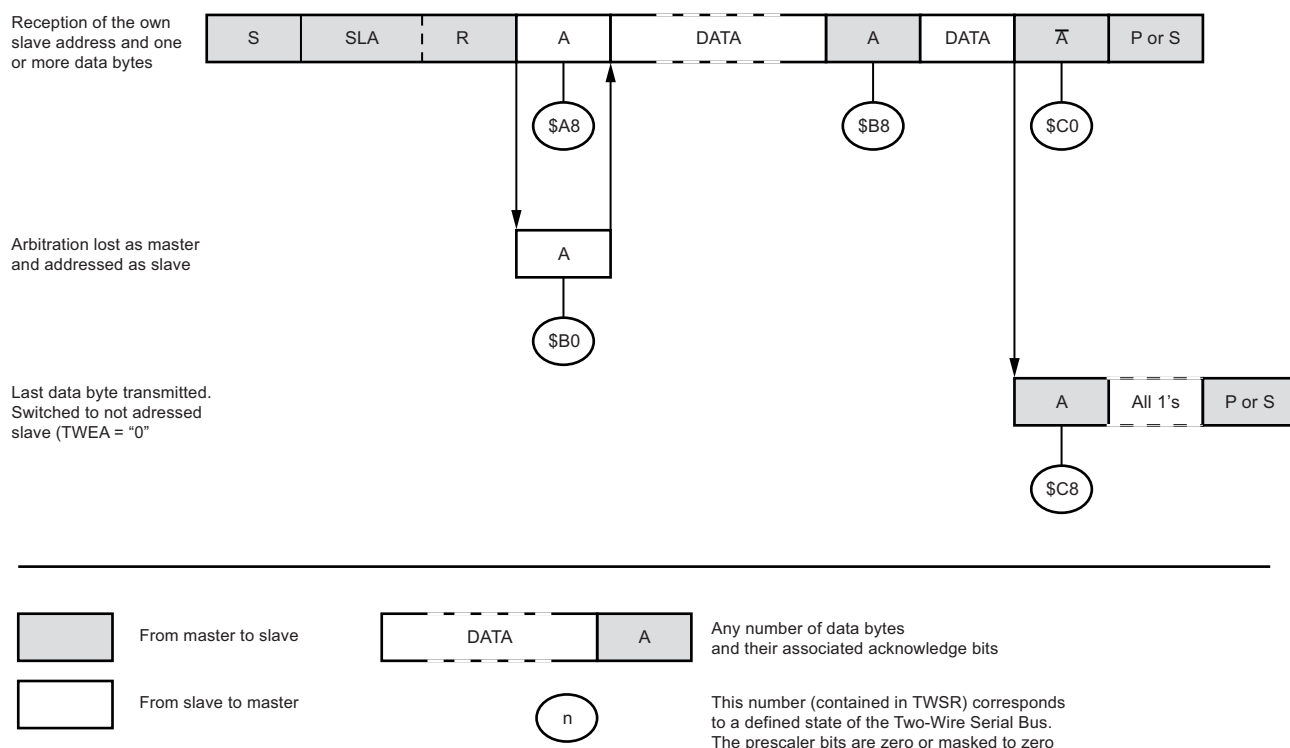 Reception of the own
slave address and one
or more data bytes
S SLA R A DATA A DATA A̅ P or S
$A8 $B8 $C0
Arbitration lost as master
and addressed as slave
A
$B0
Last data byte transmitted.
Switched to not adressed
slave (TWEA = “0”
A All 1's P or S
$C8
From master to slave
DATA A
Any number of data bytes
and their associated acknowledge bits
From slave to master
n
This number (contained in TWSR) corresponds
to a defined state of the Two-Wire Serial Bus.
The prescaler bits are zero or masked to zero